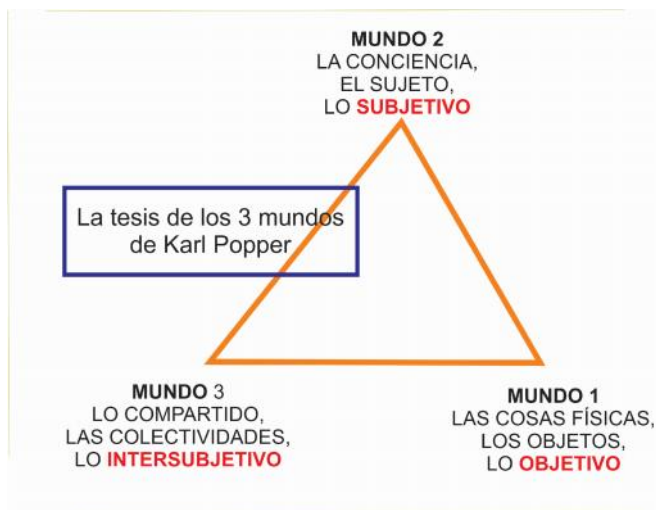 MUNDO 2
LA CONCIENCIA,
EL SUJETO,
LO SUBJETIVO
La tesis de los 3 mundos
de Karl Popper
MUNDO 3
LO COMPARTIDO,
LAS COLECTIVIDADES,
LO INTERSUBJETIVO
MUNDO 1
LAS COSAS FÍSICAS,
LOS OBJETOS,
LO OBJETIVO